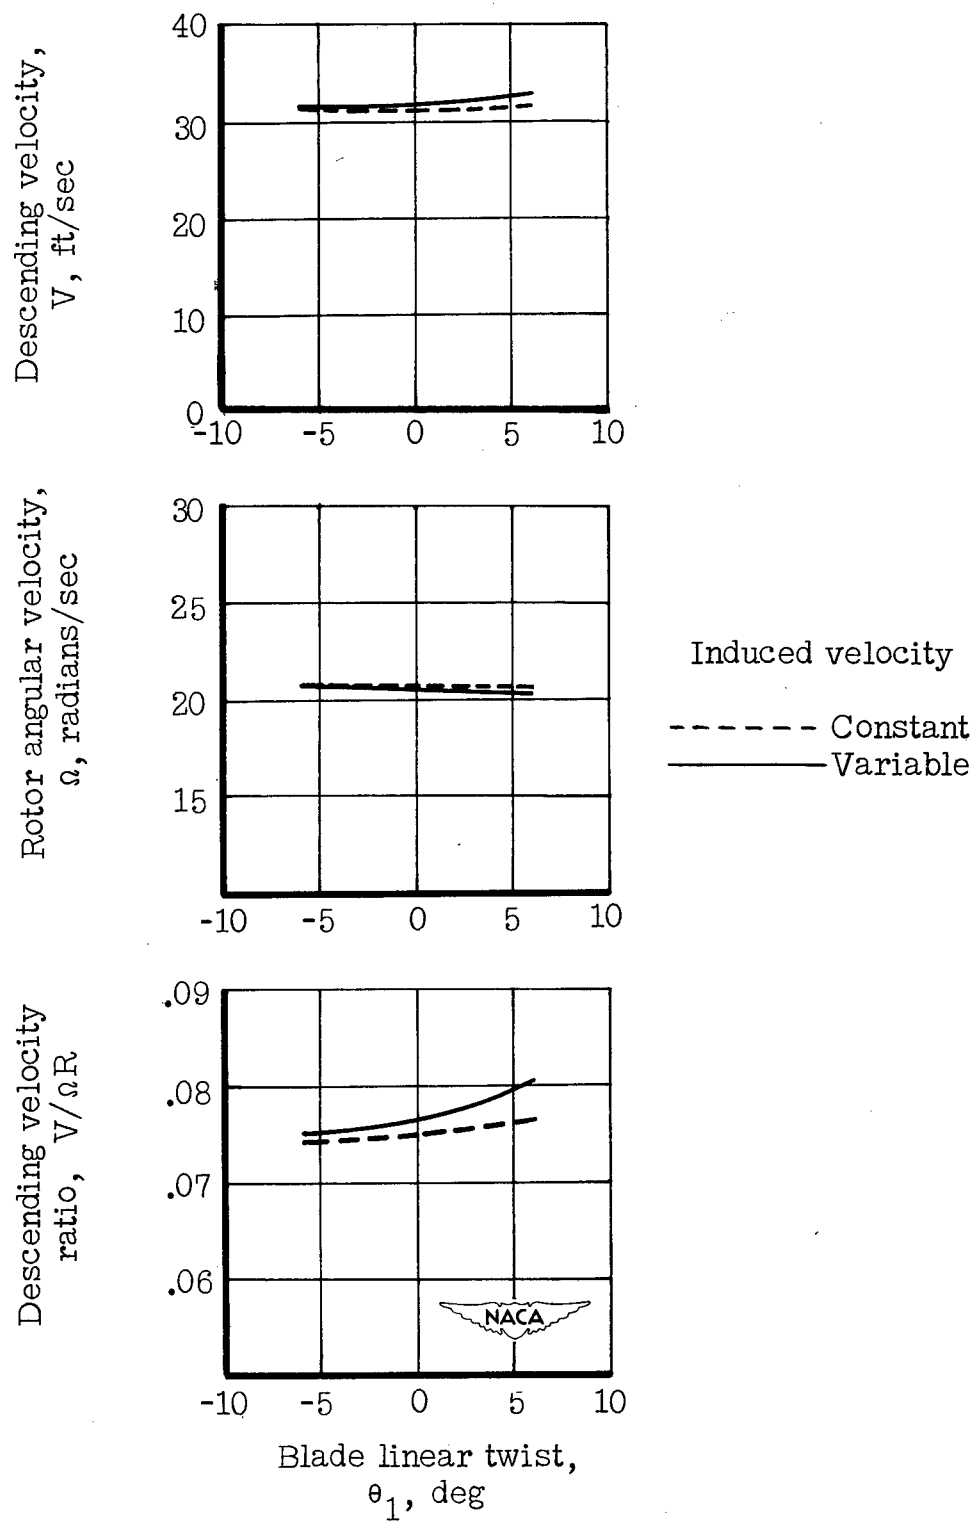 Descending velocity,
V, ft/sec
40
30
20
10
0
-10 -5 0 5 10
Rotor angular velocity,
Ω, radians/sec
30
25
20
15
-10 -5 0 5 10
Induced velocity
Constant
Variable
Descending velocity
ratio, V/ΩR
.09
.08
.07
.06
NACA
-10 -5 0 5 10
Blade linear twist,
θ1, deg